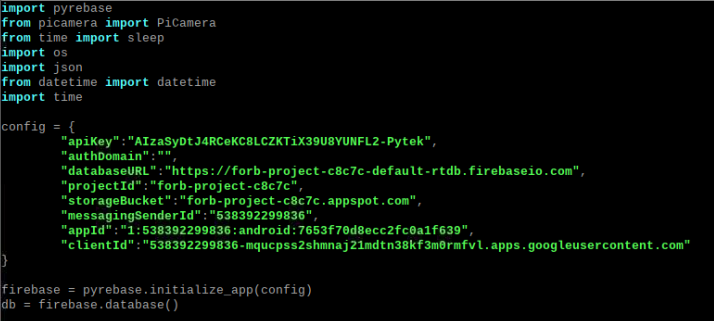 import pyrebase
from picamera import PiCamera
from time import sleep
import os
import json
from datetime import datetime
import time
config = {
"apiKey":"AIzaSyDtJ4RCeKC8LCZKTiX39U8YUNFL2-Pytek",
"authDomain":"",
"databaseURL":"https://forb-project-c8c7c-default-rtdb.firebaseio.com",
"projectId":"forb-project-c8c7c",
"storageBucket":"forb-project-c8c7c.appspot.com",
"messagingSenderId":"538392299836",
"appId":"1:538392299836:android:7653f70d8ecc2fc0a1f639",
"clientId":"538392299836-mqucpss2shmnaj21mdtn38kf3m0rmfvl.apps.googleusercontent.com"
}
firebase = pyrebase.initialize_app(config)
db = firebase.database()